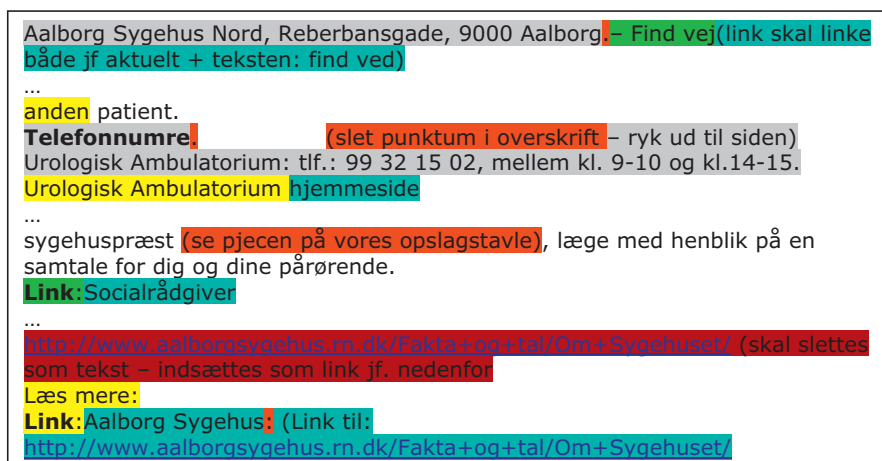 Aalborg Sygehus Nord, Reberbansgade, 9000 Aalborg.– Find vej(link skal linke
både jf aktuelt + teksten: find ved)
…
anden patient.
Telefonnumre. (slet punktum i overskrift – ryk ud til siden)
Urologisk Ambulatorium: tlf.: 99 32 15 02, mellem kl. 9-10 og kl.14-15.
Urologisk Ambulatorium hjemmeside
…
sygehuspræst (se pjecen på vores opslagstavle), læge med henblik på en
samtale for dig og dine pårørende.
Link:Socialrådgiver
…
http://www.aalborgsygehus.rn.dk/Fakta+og+tal/Om+Sygehuset/ (skal slettes
som tekst – indsættes som link jf. nedenfor
Læs mere:
Link:Aalborg Sygehus: (Link til:
http://www.aalborgsygehus.rn.dk/Fakta+og+tal/Om+Sygehuset/